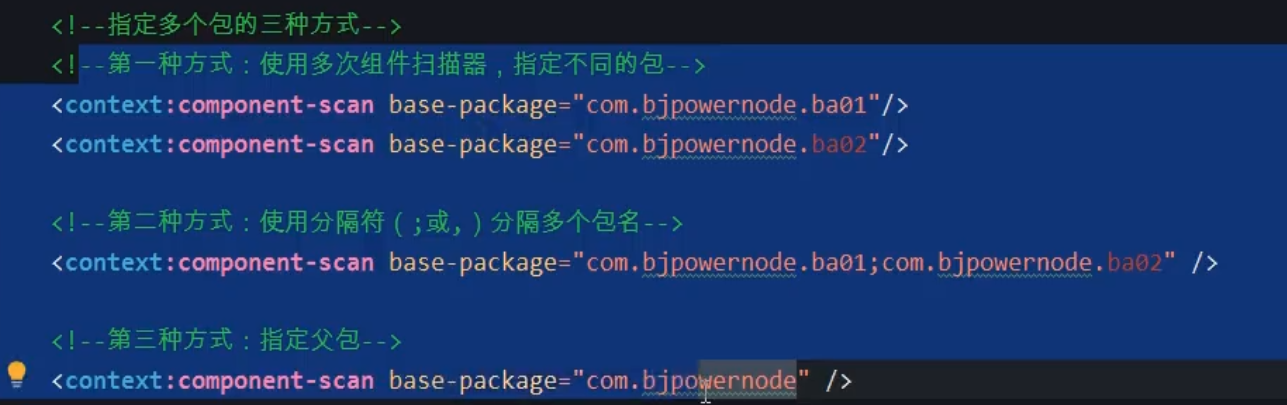 <!--指定多个包的三种方式-->
<!--第一种方式：使用多次组件扫描器，指定不同的包-->
<context:component-scan base-package="com.bjpowernode.ba01"/>
<context:component-scan base-package="com.bjpowernode.ba02"/>
<!--第二种方式：使用分隔符（;或,）分隔多个包名-->
<context:component-scan base-package="com.bjpowernode.ba01;com.bjpowernode.ba02" />
<!--第三种方式：指定父包-->
<context:component-scan base-package="com.bjpowernode" />